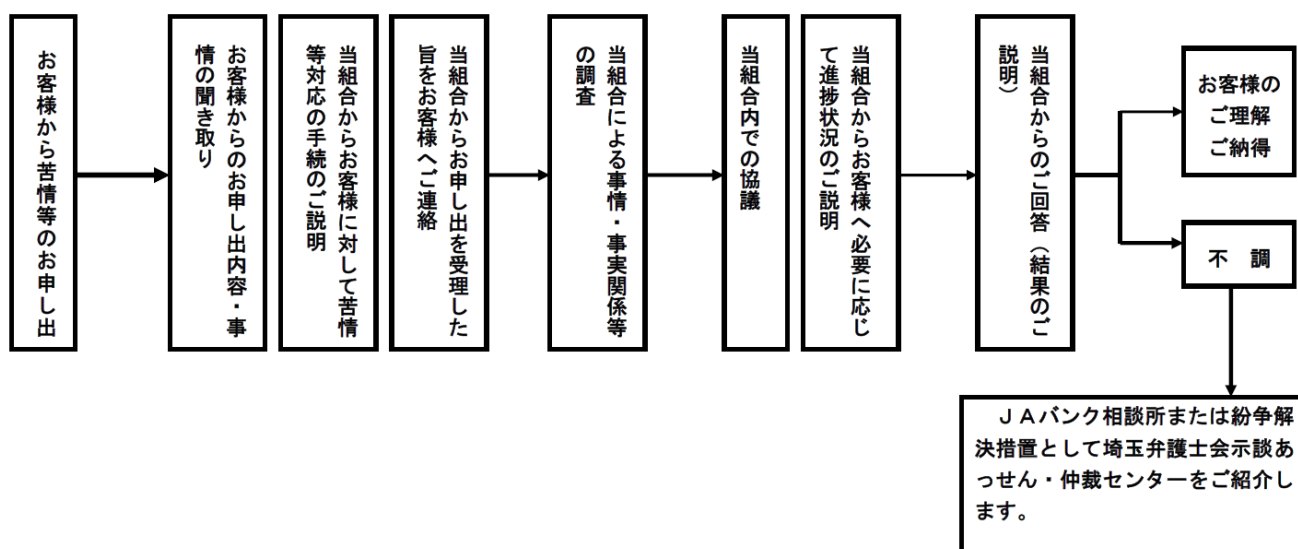 お客様から苦情等のお申し出
お客様からのお申し出内容・事
情の聞き取り
当組合からお客様に対して苦情
等対応の手続のご説明
当組合からお申し出を受理した
旨をお客様へご連絡
当組合による事情・事実関係等
の調査
当組合内での協議
当組合からお客様へ必要に応じ
て進捗状況のご説明
当組合からのご回答（結果のご
説明）
お客様の
ご理解
ご納得
不　調
ＪＡバンク相談所または紛争解
決措置として埼玉弁護士会示談あ
っせん・仲裁センターをご紹介し
ます。